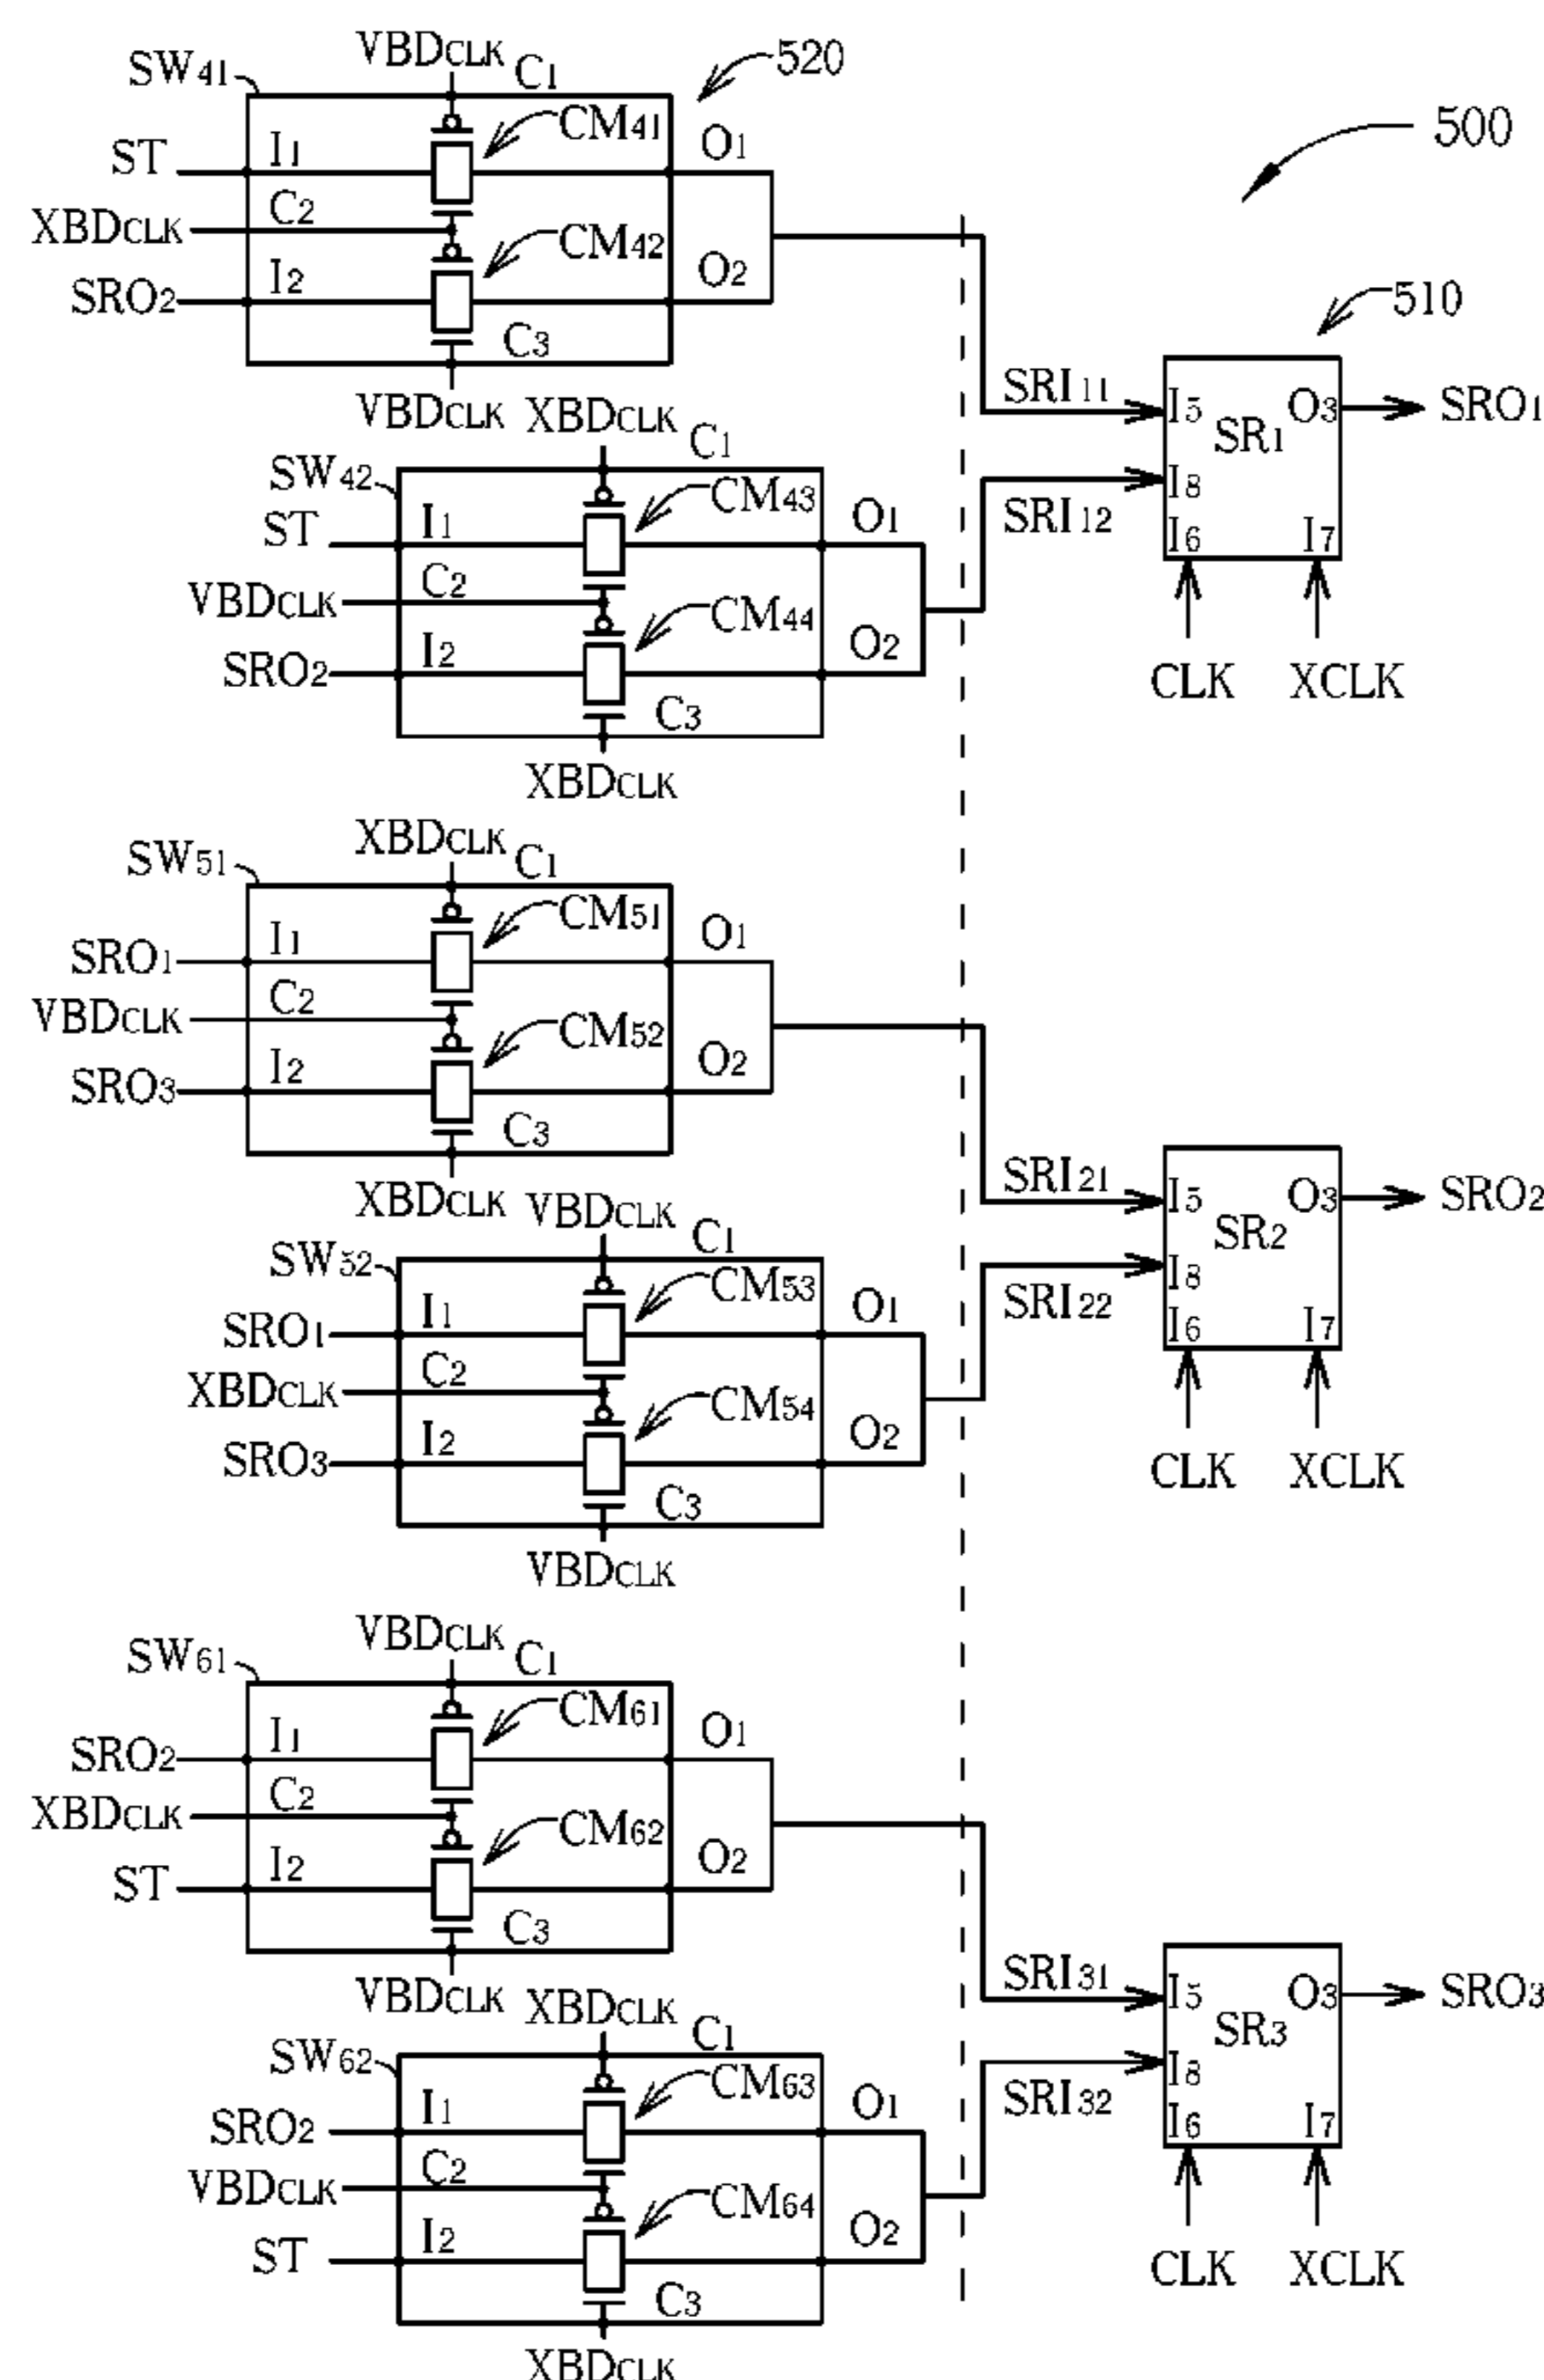 VBDCLK
SW41
C1
520
CM41
O1
500
ST
I1
C2
XBDCLK
CM42
I2
O2
SRO2
C3
510
VBDCLK
XBDCLK
SRI11
I5
O3
SRO1
SR1
C1
SW42
CM43
I8
ST
I1
O1
SRI12
I6
I7
C2
VBDCLK
CM44
I2
O2
SRO2
CLK
XCLK
C3
XBDCLK
XBDCLK
SW51
C1
CM51
O1
SRO1
I1
C2
VBDCLK
CM52
I2
O2
SRO3
C3
XBDCLK
VBDCLK
SRI21
I5
O3
SRO2
SR2
C1
SW52
CM53
I8
SRO1
I1
O1
SRI22
I6
I7
C2
XBDCLK
CM54
I2
O2
SRO3
CLK
XCLK
C3
VBDCLK
VBDCLK
SW61
C1
CM61
O1
SRO2
I1
C2
XBDCLK
CM62
I2
O2
ST
C3
VBDCLK
XBDCLK
SRI31
I5
O3
SRO3
SR3
C1
SW62
CM63
I8
SRO2
I1
O1
SRI32
I6
I7
C2
VBDCLK
CM64
I2
O2
ST
CLK
XCLK
C3
XBDCLK